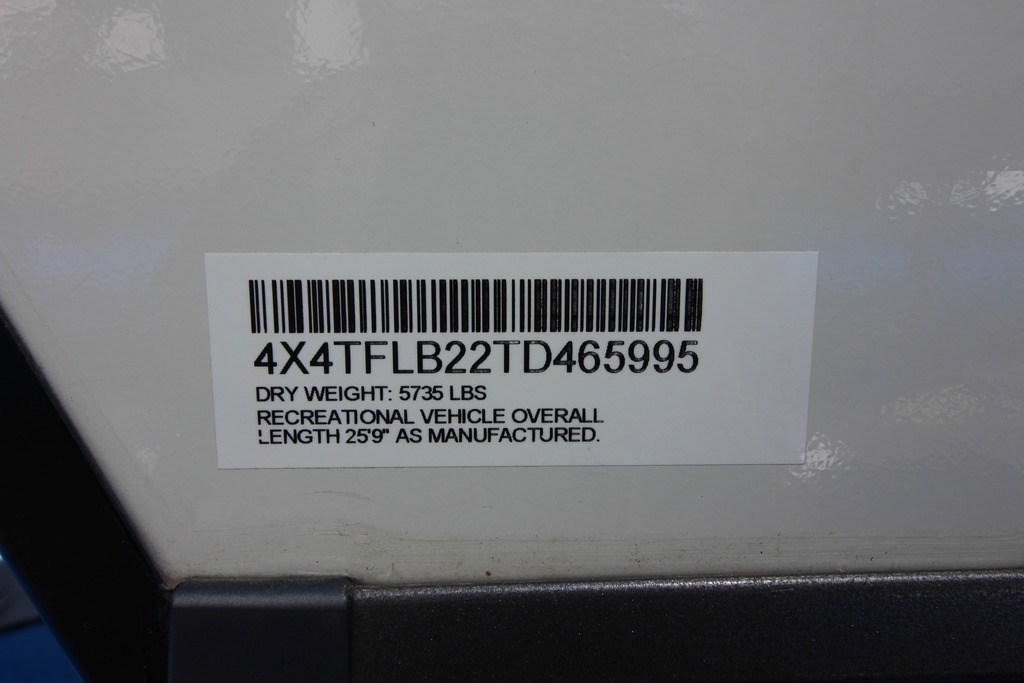 4X4TFLB22TD465995
DRY WEIGHT: 5735 LBS
RECREATIONAL VEHICLE OVERALL
LENGTH 25'9" AS MANUFACTURED.